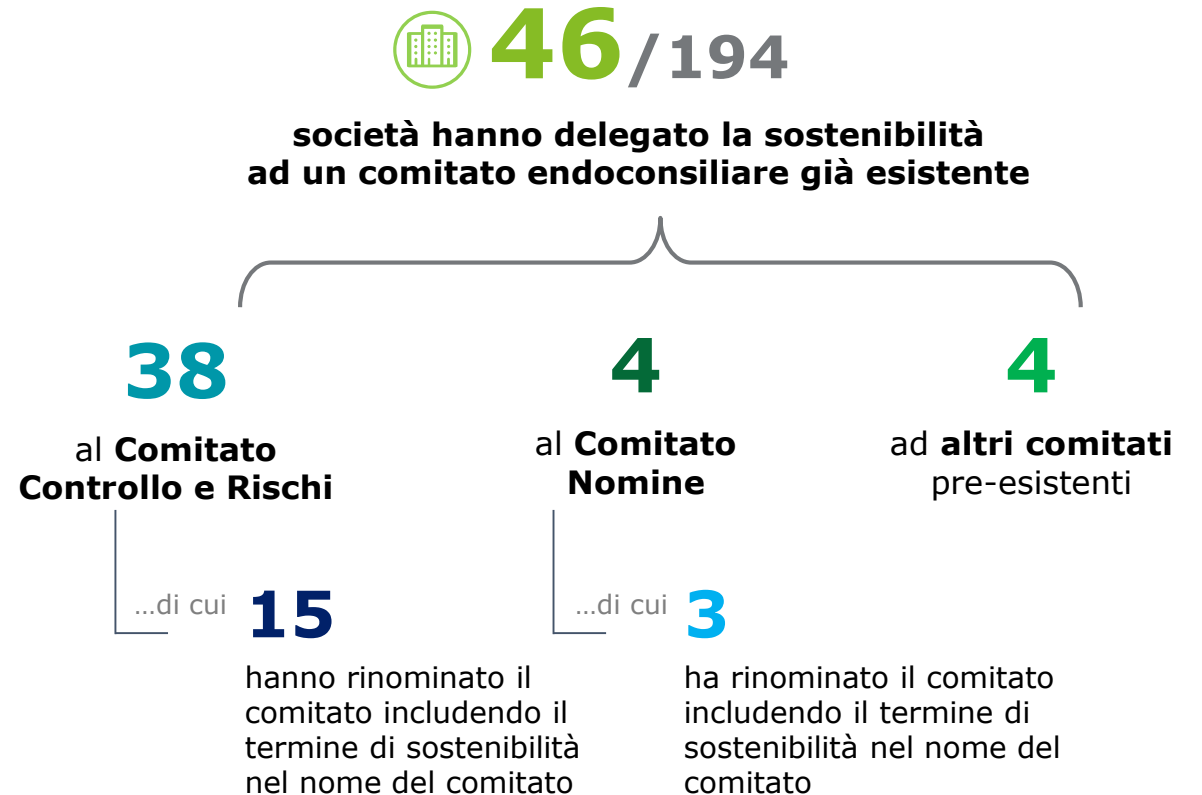 46/194
società hanno delegato la sostenibilità
ad un comitato endoconsiliare già esistente
38
al Comitato
Controllo e Rischi
4
al Comitato
Nomine
4
ad altri comitati
pre-esistenti
...di cui 15
hanno rinominato il
comitato includendo il
termine di sostenibilità
nel nome del comitato
...di cui 3
ha rinominato il comitato
includendo il termine di
sostenibilità nel nome del
comitato